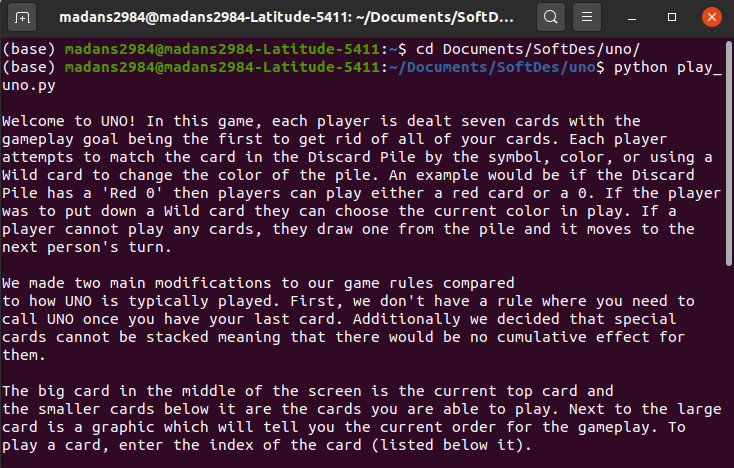 madans2984@madans2984-Latitude-5411: ~/Documents/SoftD...
(base) madans2984@madans2984-Latitude-5411:~$ cd Documents/SoftDes/uno/
(base) madans2984@madans2984-Latitude-5411:~/Documents/SoftDes/uno$ python play_
uno.py
Welcome to UNO! In this game, each player is dealt seven cards with the
gameplay goal being the first to get rid of all of your cards. Each player
attempts to match the card in the Discard Pile by the symbol, color, or using a
Wild card to change the color of the pile. An example would be if the Discard
Pile has a 'Red 0' then players can play either a red card or a 0. If the player
was to put down a Wild card they can choose the current color in play. If a
player cannot play any cards, they draw one from the pile and it moves to the
next person's turn.
We made two main modifications to our game rules compared
to how UNO is typically played. First, we don't have a rule where you need to
call UNO once you have your last card. Additionally we decided that special
cards cannot be stacked meaning that there would be no cumulative effect for
them.
The big card in the middle of the screen is the current top card and
the smaller cards below it are the cards you are able to play. Next to the large
card is a graphic which will tell you the current order for the gameplay. To
play a card, enter the index of the card (listed below it).